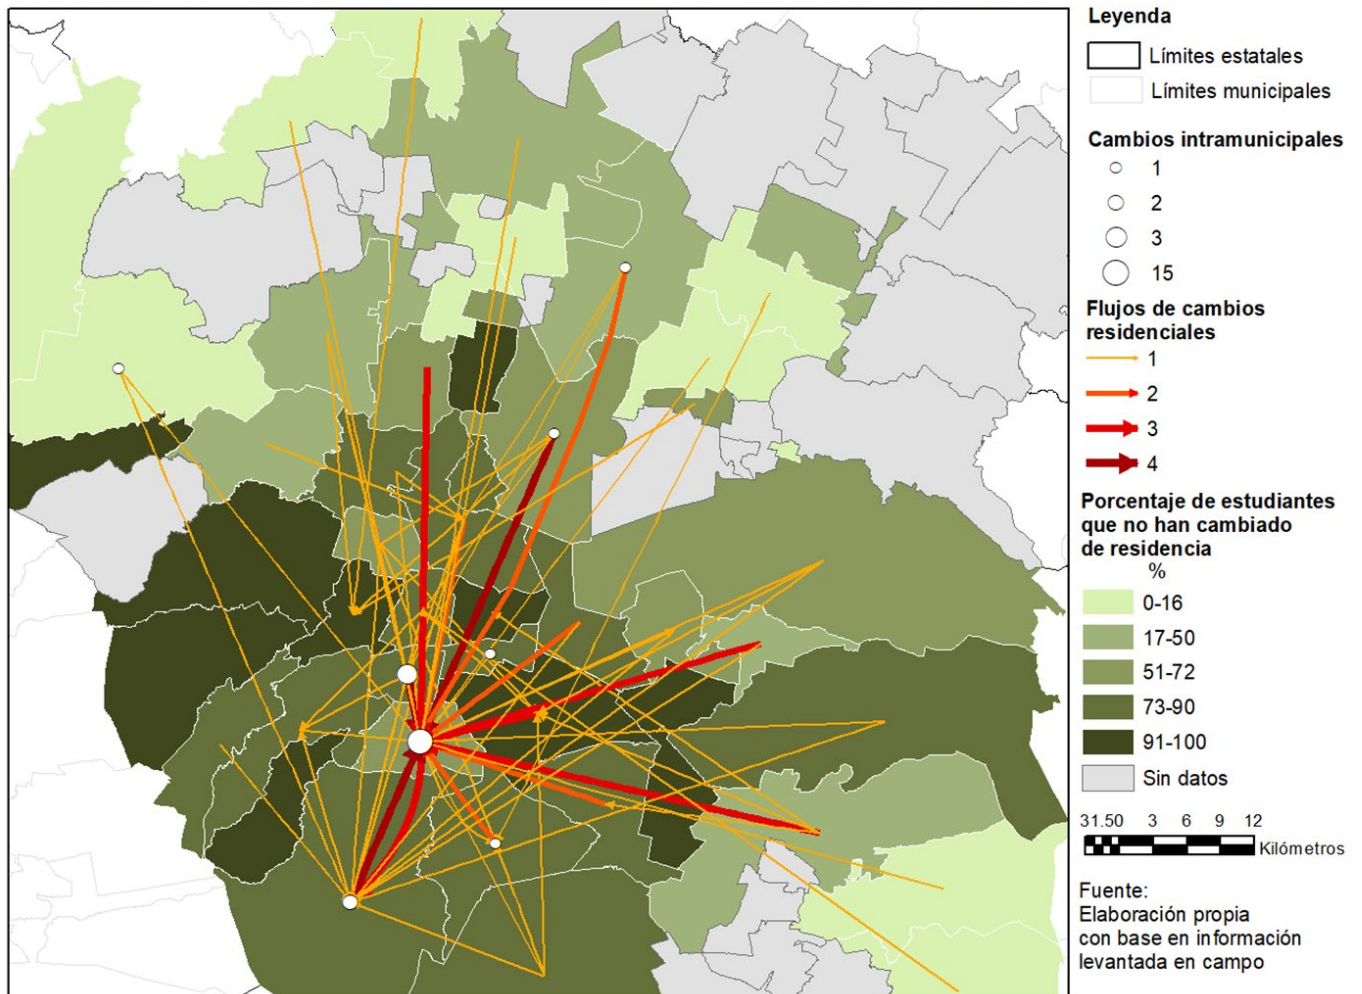 Leyenda
Límites estatales
Límites municipales
Cambios intramunicipales
1
2
3
15
Flujos de cambios
residenciales
1
2
3
4
Porcentaje de estudiantes
que no han cambiado
de residencia
%
0-16
17-50
51-72
73-90
91-100
Sin datos
31.50 3 6 9 12
Kilómetros
Fuente:
Elaboración propia
con base en información
levantada en campo